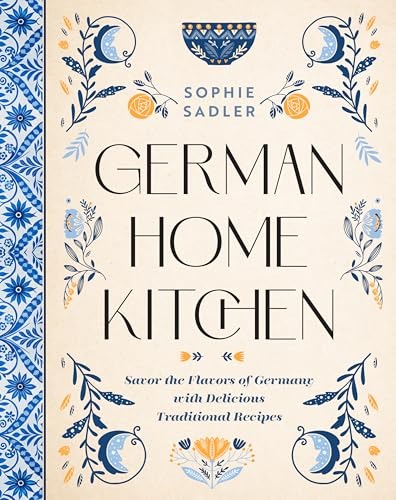 SOPHIE
SADLER
GERMAN
HOME
KITCHEN
Savor the Flavors of Germany
with Delicious
Traditional Recipes